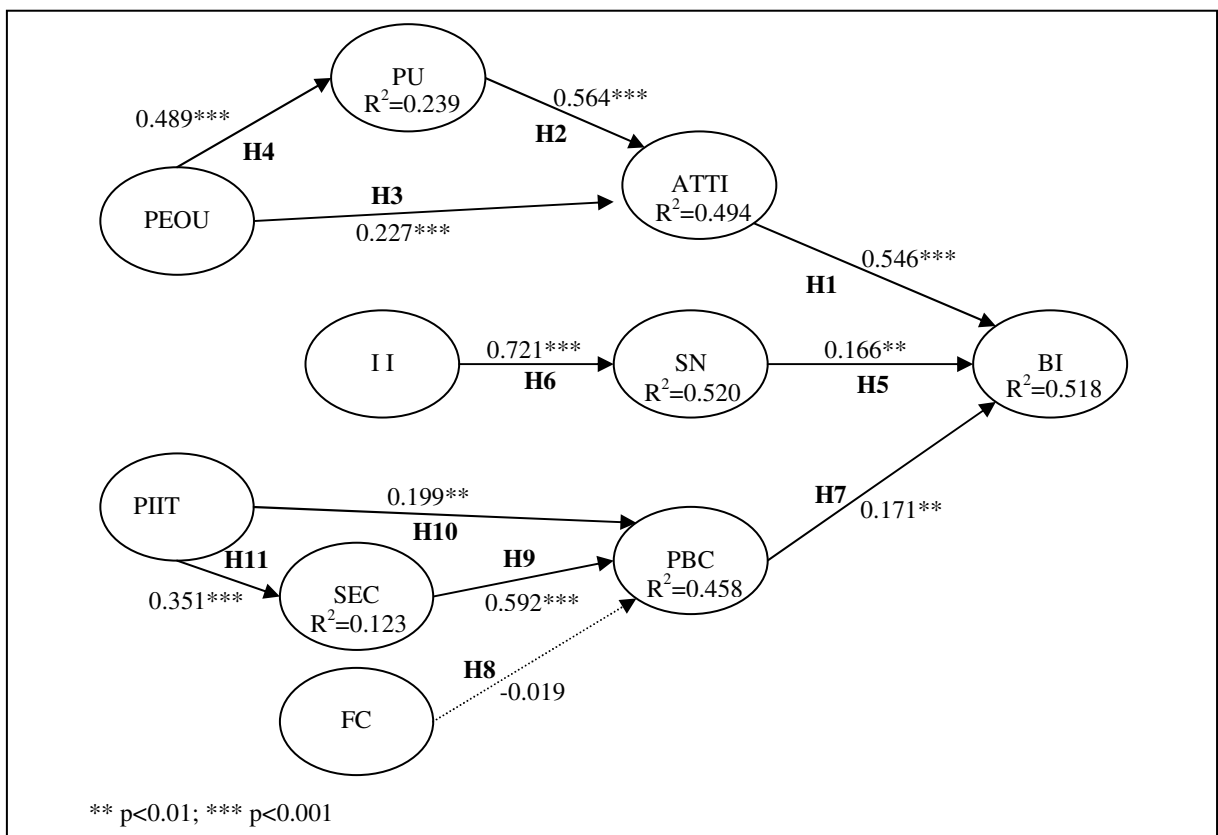 PU
R²=0.239
0.489***
0.564***
H4
H2
PEOU
H3
0.227***
ATTI
R²=0.494
0.546***
H1
I I
0.721***
H6
SN
R²=0.520
0.166**
H5
BI
R²=0.518
PIIT
0.199**
H10
H7
0.171**
H11
0.351***
SEC
R²=0.123
H9
0.592***
PBC
R²=0.458
H8
-0.019
FC
** p<0.01; *** p<0.001